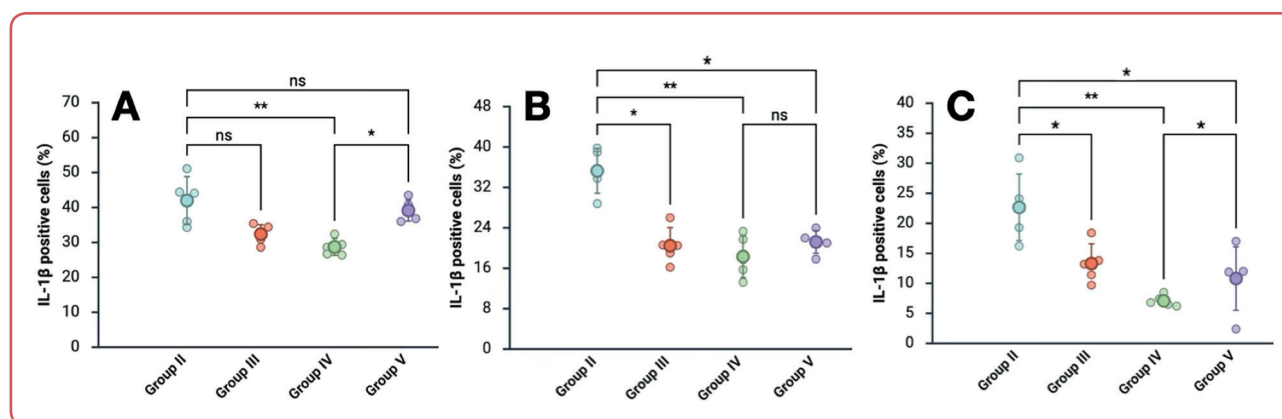 A
ns
**
ns
*
IL-1β positive cells (%)
70
60
50
40
30
20
10
0
Group II
Group III
Group IV
Group V
B
*
**
*
ns
IL-1β positive cells (%)
48
40
32
24
16
8
0
Group II
Group III
Group IV
Group V
C
*
**
*
*
IL-1β positive cells (%)
40
35
30
25
20
15
10
5
0
Group II
Group III
Group IV
Group V